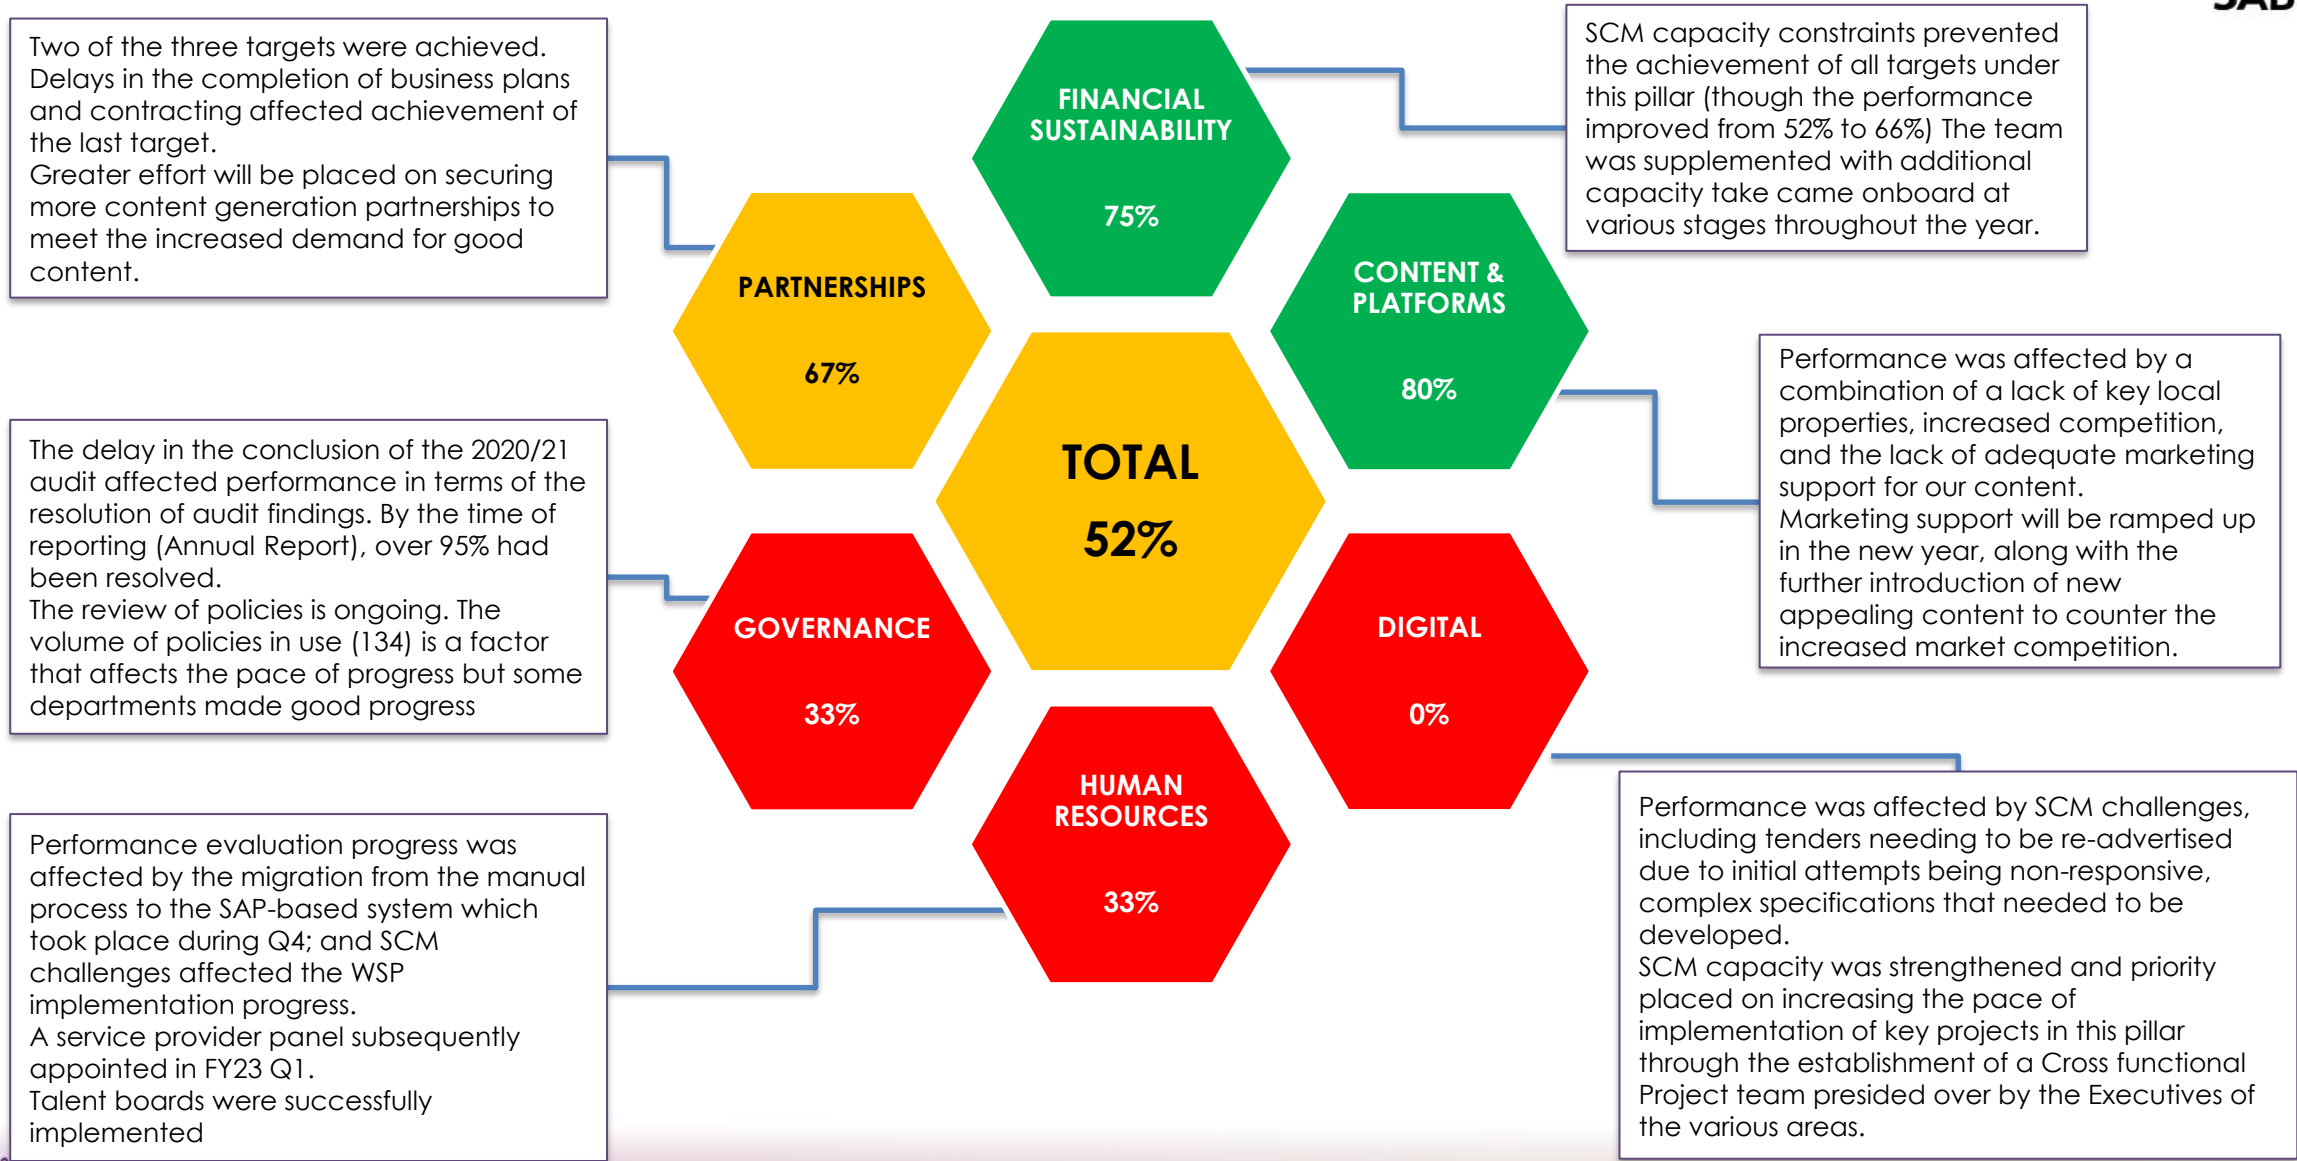 Two of the three targets were achieved.
Delays in the completion of business plans
and contracting affected achievement of
the last target.
Greater effort will be placed on securing
more content generation partnerships to
meet the increased demand for good
content.
The delay in the conclusion of the 2020/21
audit affected performance in terms of the
resolution of audit findings. By the time of
reporting (Annual Report), over 95% had
been resolved.
The review of policies is ongoing. The
volume of policies in use (134) is a factor
that affects the pace of progress but some
departments made good progress
Performance evaluation progress was
affected by the migration from the manual
process to the SAP-based system which
took place during Q4; and SCM
challenges affected the WSP
implementation progress.
A service provider panel subsequently
appointed in FY23 Q1.
Talent boards were successfully
implemented
FINANCIAL
SUSTAINABILITY
75%
PARTNERSHIPS
67%
CONTENT &
PLATFORMS
80%
TOTAL
52%
GOVERNANCE
33%
DIGITAL
0%
HUMAN
RESOURCES
33%
SCM capacity constraints prevented
the achievement of all targets under
this pillar (though the performance
improved from 52% to 66%) The team
was supplemented with additional
capacity take came onboard at
various stages throughout the year.
Performance was affected by a
combination of a lack of key local
properties, increased competition,
and the lack of adequate marketing
support for our content.
Marketing support will be ramped up
in the new year, along with the
further introduction of new
appealing content to counter the
increased market competition.
Performance was affected by SCM challenges,
including tenders needing to be re-advertised
due to initial attempts being non-responsive,
complex specifications that needed to be
developed.
SCM capacity was strengthened and priority
placed on increasing the pace of
implementation of key projects in this pillar
through the establishment of a Cross functional
Project team presided over by the Executives of
the various areas.